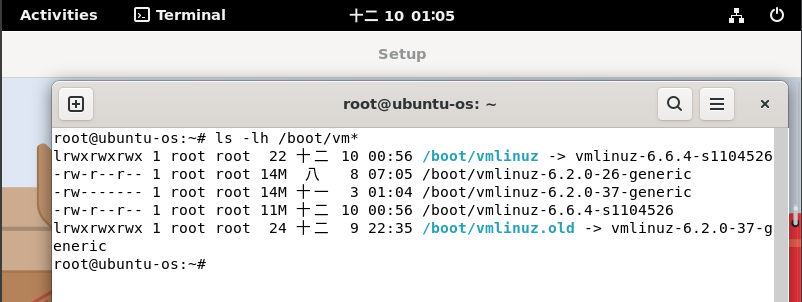 Activities Terminal 十二 10 01:05
Setup
root@ubuntu-os: ~
root@ubuntu-os:~# ls -lh /boot/vm*
lrwxrwxrwx 1 root root  22 十二 10 00:56 /boot/vmlinuz -> vmlinuz-6.6.4-s1104526
-rw-r--r-- 1 root root 14M  八   8 07:05 /boot/vmlinuz-6.2.0-26-generic
-rw------- 1 root root 14M 十一  3 01:04 /boot/vmlinuz-6.2.0-37-generic
-rw-r--r-- 1 root root 11M 十二 10 00:56 /boot/vmlinuz-6.6.4-s1104526
lrwxrwxrwx 1 root root  24 十二  9 22:35 /boot/vmlinuz.old -> vmlinuz-6.2.0-37-g
eneric
root@ubuntu-os:~#